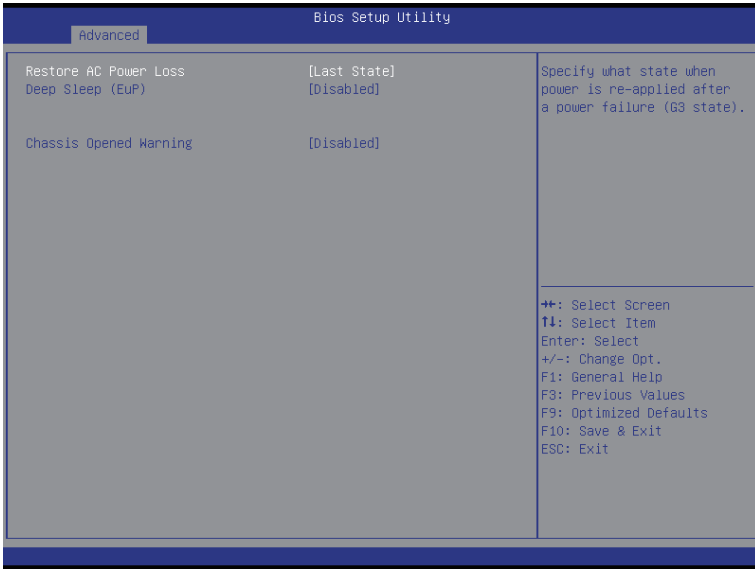 Bios Setup Utility
Advanced
Restore AC Power Loss [Last State]
Deep Sleep (EuP) [Disabled]
Chassis Opened Warning [Disabled]
Specify what state when
power is re-applied after
a power failure (G3 state).
→←: Select Screen
↑↓: Select Item
Enter: Select
+/-: Change Opt.
F1: General Help
F3: Previous Values
F9: Optimized Defaults
F10: Save & Exit
ESC: Exit